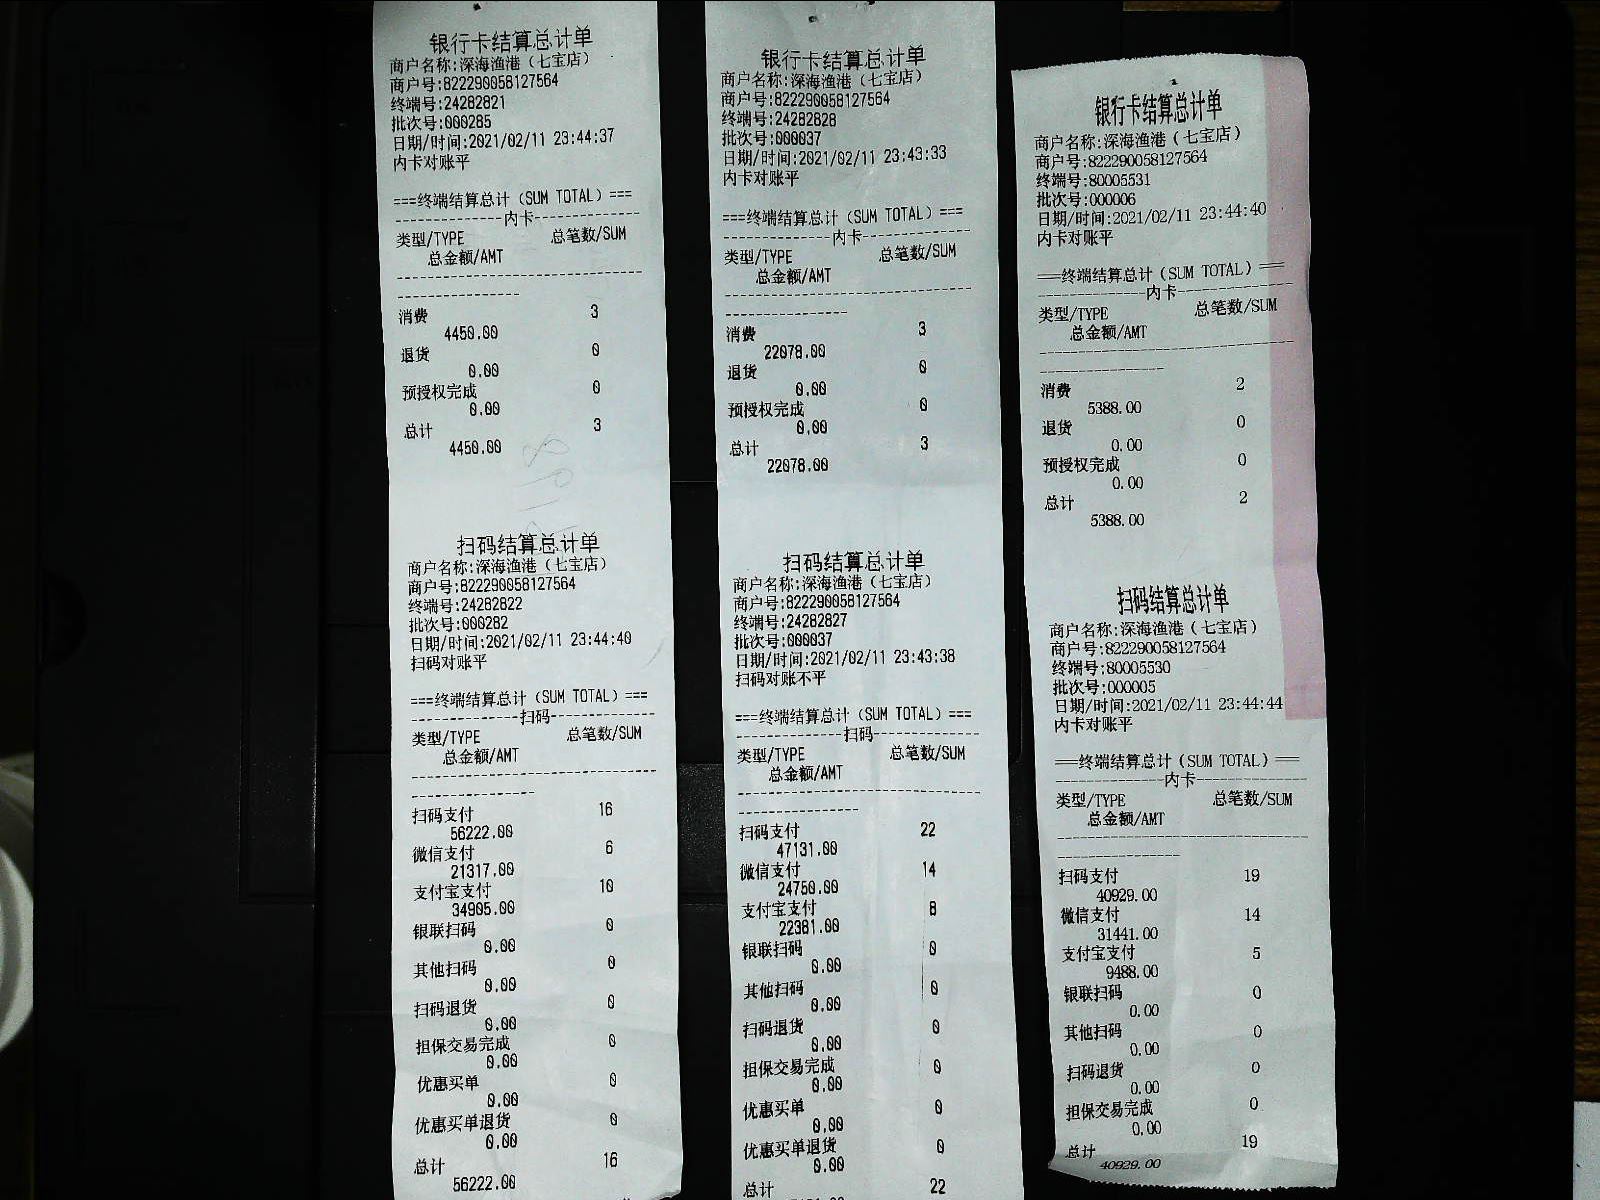 银行卡结算总计单
商户名称:深海渔港（七宝店）
商户号:822290058127564
终端号:24282821
批次号:000285
日期/时间:2021/02/11 23:44:37
内卡对账平
===终端结算总计（SUM TOTAL）===
---------------内卡---------------
类型/TYPE 总笔数/SUM
总金额/AMT
消费 3
4450.00
退货 0
0.00
预授权完成 0
0.00
总计 3
4450.00
扫码结算总计单
商户名称:深海渔港（七宝店）
商户号:822290058127564
终端号:24282822
批次号:000282
日期/时间:2021/02/11 23:44:40
扫码对账平
===终端结算总计（SUM TOTAL）===
---------------扫码---------------
类型/TYPE 总笔数/SUM
总金额/AMT
扫码支付 16
56222.00
微信支付 6
21317.00
支付宝支付 10
34905.00
银联扫码 0
0.00
其他扫码 0
0.00
扫码退货 0
0.00
担保交易完成 0
0.00
优惠买单 0
0.00
优惠买单退货 0
0.00
总计 16
56222.00
银行卡结算总计单
商户名称:深海渔港（七宝店）
商户号:822290058127564
终端号:24282828
批次号:000037
日期/时间:2021/02/11 23:43:33
内卡对账平
===终端结算总计（SUM TOTAL）===
---------------内卡---------------
类型/TYPE 总笔数/SUM
总金额/AMT
消费 3
22078.00
退货 0
0.00
预授权完成 0
0.00
总计 3
22078.00
扫码结算总计单
商户名称:深海渔港（七宝店）
商户号:822290058127564
终端号:24282827
批次号:000037
日期/时间:2021/02/11 23:43:38
扫码对账不平
===终端结算总计（SUM TOTAL）===
---------------扫码---------------
类型/TYPE 总笔数/SUM
总金额/AMT
扫码支付 22
47131.00
微信支付 14
24750.00
支付宝支付 8
22381.00
银联扫码 0
0.00
其他扫码 0
0.00
扫码退货 0
0.00
担保交易完成 0
0.00
优惠买单 0
0.00
优惠买单退货 0
0.00
总计 22
银行卡结算总计单
商户名称:深海渔港（七宝店）
商户号:822290058127564
终端号:80005531
批次号:000006
日期/时间:2021/02/11 23:44:40
内卡对账平
===终端结算总计（SUM TOTAL）===
---------------内卡---------------
类型/TYPE 总笔数/SUM
总金额/AMT
消费 2
5388.00
退货 0
0.00
预授权完成 0
0.00
总计 2
5388.00
扫码结算总计单
商户名称:深海渔港（七宝店）
商户号:822290058127564
终端号:80005530
批次号:000005
日期/时间:2021/02/11 23:44:44
内卡对账平
===终端结算总计（SUM TOTAL）===
---------------内卡---------------
类型/TYPE 总笔数/SUM
总金额/AMT
扫码支付 19
40929.00
微信支付 14
31441.00
支付宝支付 5
9488.00
银联扫码 0
0.00
其他扫码 0
0.00
扫码退货 0
0.00
担保交易完成 0
0.00
总计 19
40929.00